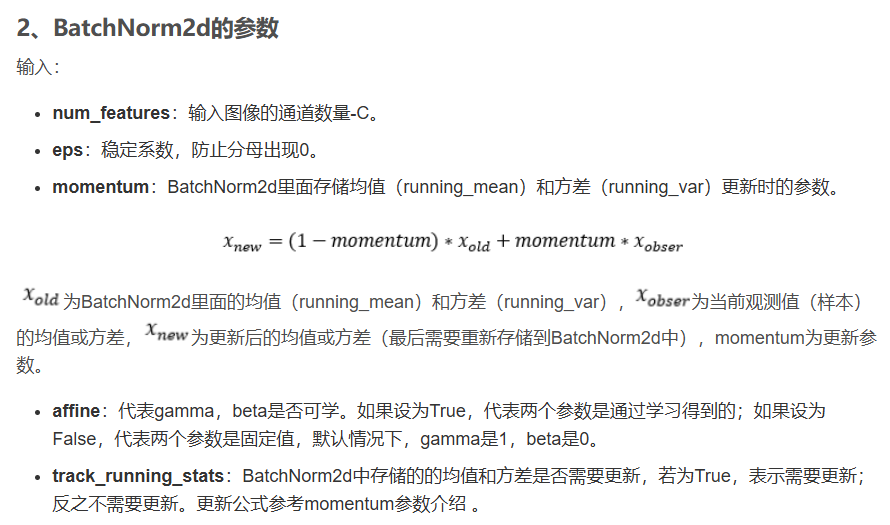 2、BatchNorm2d的参数
输入：
• num_features：输入图像的通道数量-C。
• eps：稳定系数，防止分母出现0。
• momentum：BatchNorm2d里面存储均值（running_mean）和方差（running_var）更新时的参数。
x_new = (1 − momentum) * x_old + momentum * x_obser
x_old 为BatchNorm2d里面的均值（running_mean）和方差（running_var），x_obser为当前观测值（样本）
的均值或方差，x_new为更新后的均值或方差（最后需要重新存储到BatchNorm2d中），momentum为更新参
数。
• affine：代表gamma，beta是否可学。如果设为True，代表两个参数是通过学习得到的；如果设为
False，代表两个参数是固定值，默认情况下，gamma是1，beta是0。
• track_running_stats：BatchNorm2d中存储的的均值和方差是否需要更新，若为True，表示需要更新；
反之不需要更新。更新公式参考momentum参数介绍 。